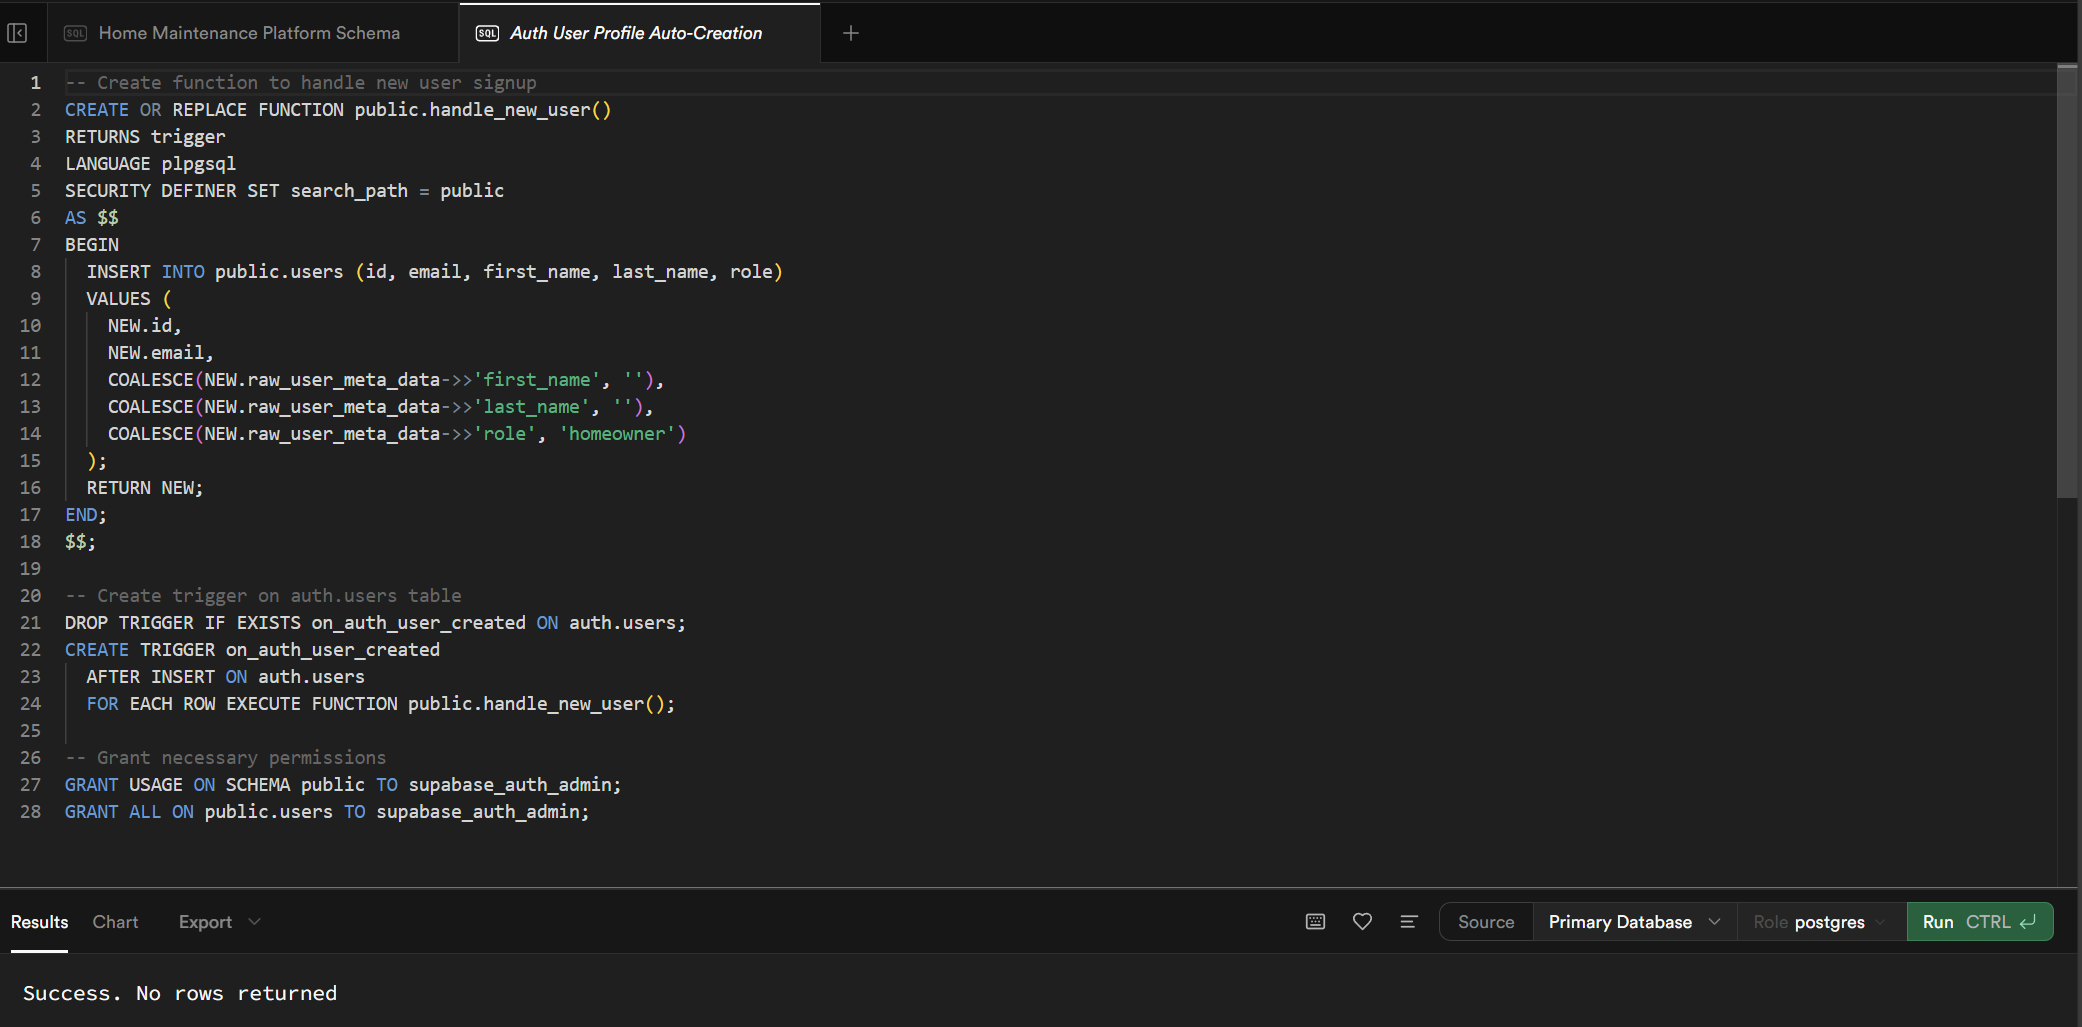 SQL Home Maintenance Platform Schema
SQL Auth User Profile Auto-Creation
1 -- Create function to handle new user signup
2 CREATE OR REPLACE FUNCTION public.handle_new_user()
3 RETURNS trigger
4 LANGUAGE plpgsql
5 SECURITY DEFINER SET search_path = public
6 AS $$
7 BEGIN
8 INSERT INTO public.users (id, email, first_name, last_name, role)
9 VALUES (
10 NEW.id,
11 NEW.email,
12 COALESCE(NEW.raw_user_meta_data->>'first_name', ''),
13 COALESCE(NEW.raw_user_meta_data->>'last_name', ''),
14 COALESCE(NEW.raw_user_meta_data->>'role', 'homeowner')
15 );
16 RETURN NEW;
17 END;
18 $$;
19
20 -- Create trigger on auth.users table
21 DROP TRIGGER IF EXISTS on_auth_user_created ON auth.users;
22 CREATE TRIGGER on_auth_user_created
23 AFTER INSERT ON auth.users
24 FOR EACH ROW EXECUTE FUNCTION public.handle_new_user();
25
26 -- Grant necessary permissions
27 GRANT USAGE ON SCHEMA public TO supabase_auth_admin;
28 GRANT ALL ON public.users TO supabase_auth_admin;
Results Chart Export Source Primary Database Role postgres Run CTRL
Success. No rows returned